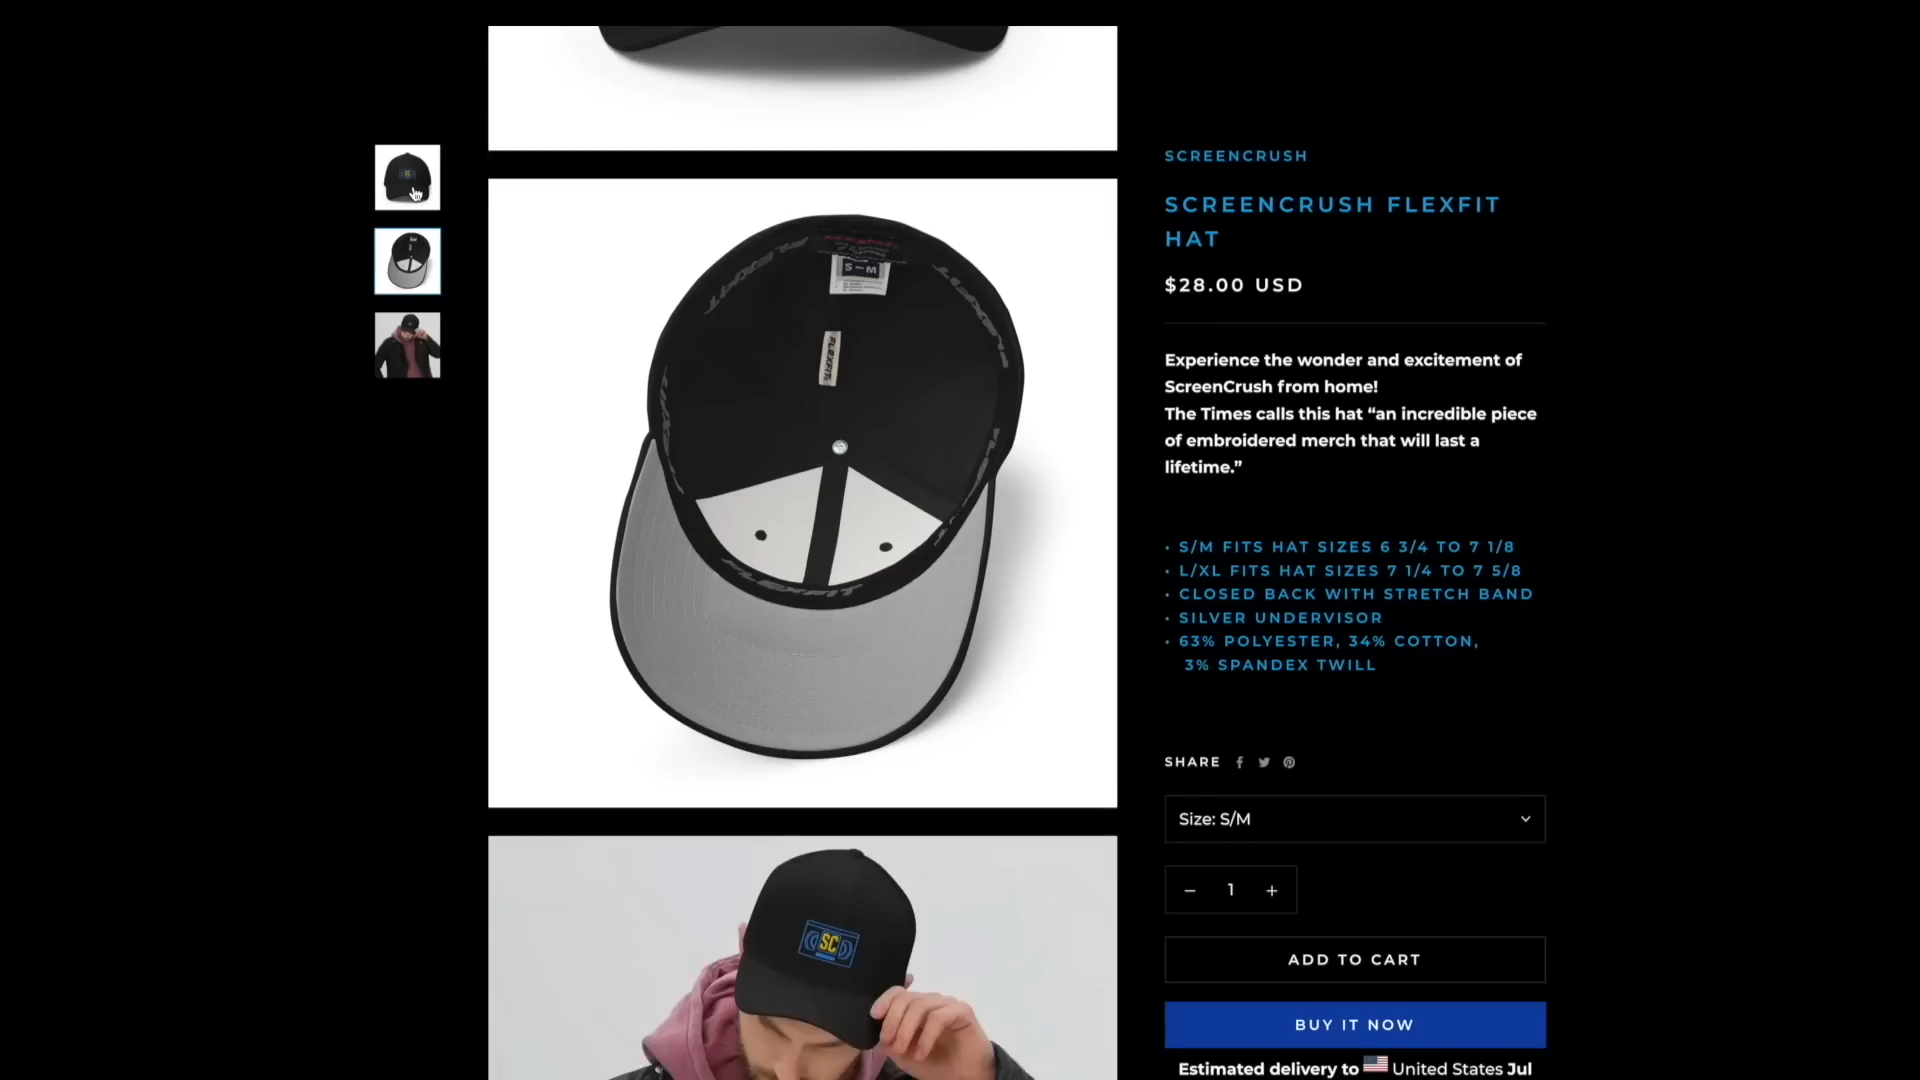 SCREENCRUSH
SCREENCRUSH FLEXFIT
HAT
$28.00 USD
Experience the wonder and excitement of
ScreenCrush from home!
The Times calls this hat “an incredible piece
of embroidered merch that will last a
lifetime.”
• S/M FITS HAT SIZES 6 3/4 TO 7 1/8
• L/XL FITS HAT SIZES 7 1/4 TO 7 5/8
• CLOSED BACK WITH STRETCH BAND
• SILVER UNDERVISOR
• 63% POLYESTER, 34% COTTON,
3% SPANDEX TWILL
SHARE
Size: S/M
− 1 +
ADD TO CART
BUY IT NOW
Estimated delivery to United States Jul
S-M
FLEXFIT
FLEXFIT
FLEXFIT
FLEXFIT
FLEXFIT
SC